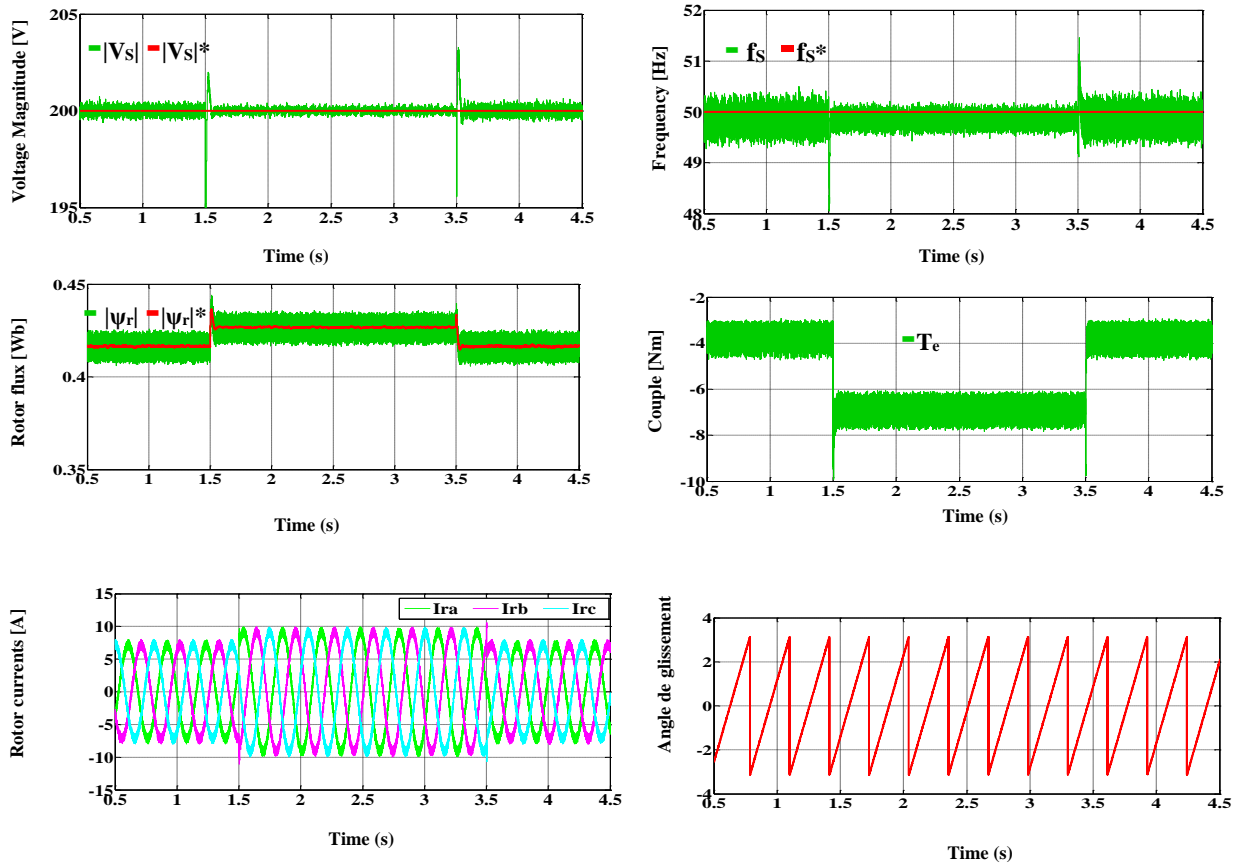 Voltage Magnitude [V]
205
200
195
|VS| |VS|*
0.5 1 1.5 2 2.5 3 3.5 4 4.5
Time (s)
Frequency [Hz]
52
51
50
49
48
fS fS*
0.5 1 1.5 2 2.5 3 3.5 4 4.5
Time (s)
Rotor flux [Wb]
0.45
0.4
0.35
|ψr| |ψr|*
0.5 1 1.5 2 2.5 3 3.5 4 4.5
Time (s)
Couple [Nm]
-2
-4
-6
-8
-10
Te
0.5 1 1.5 2 2.5 3 3.5 4 4.5
Time (s)
Rotor currents [A]
15
10
5
0
-5
-10
-15
Ira Irb Irc
0.5 1 1.5 2 2.5 3 3.5 4 4.5
Time (s)
Angle de glissement
4
2
0
-2
-4
0.5 1 1.5 2 2.5 3 3.5 4 4.5
Time (s)